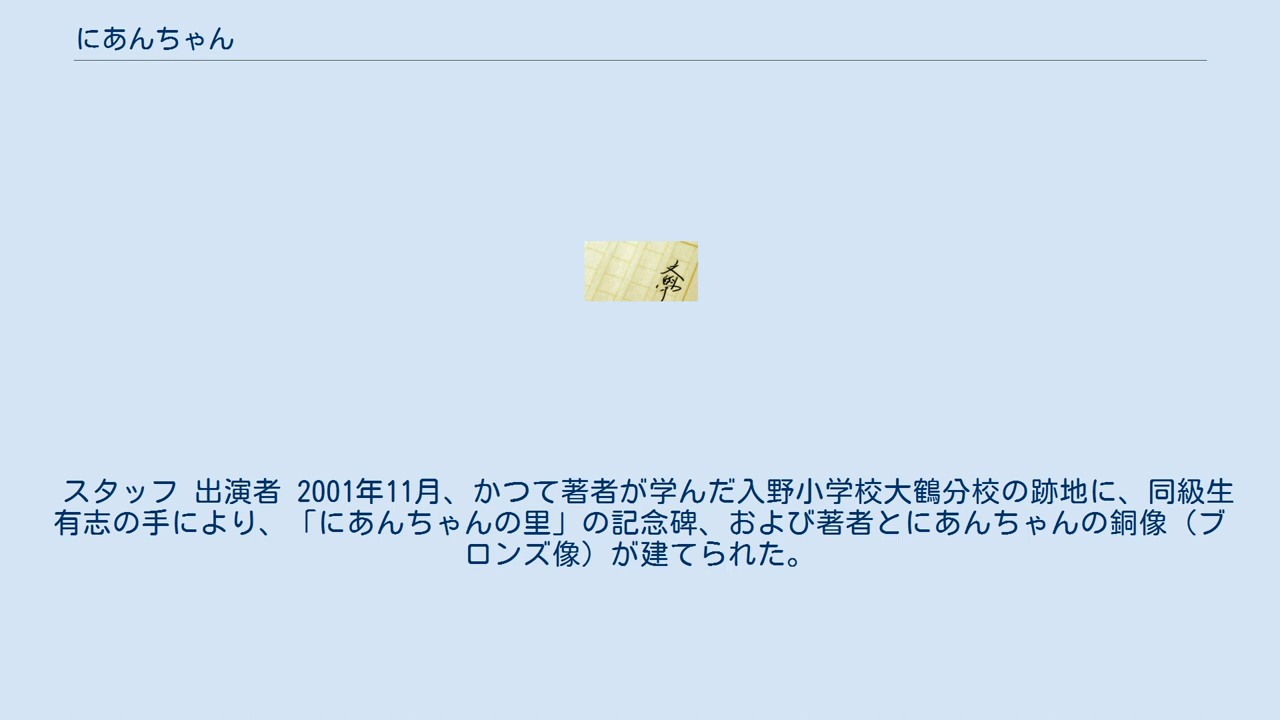 にあんちゃん
スタッフ 出演者 2001年11月、かつて著者が学んだ入野小学校大鶴分校の跡地に、同級生
有志の手により、「にあんちゃんの里」の記念碑、および著者とにあんちゃんの銅像（ブ
ロンズ像）が建てられた。